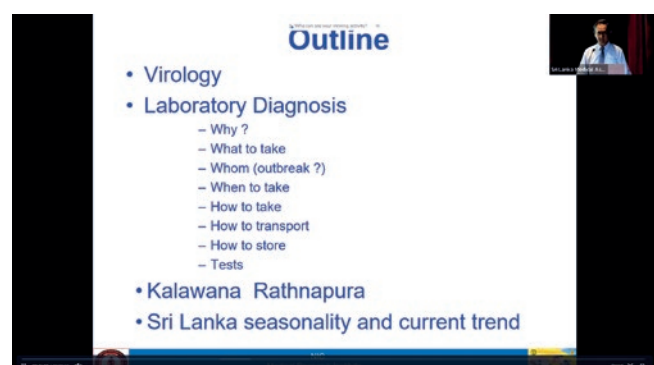 Outline
• Virology
• Laboratory Diagnosis
– Why ?
– What to take
– Whom (outbreak ?)
– When to take
– How to take
– How to transport
– How to store
– Tests
• Kalawana Rathnapura
• Sri Lanka seasonality and current trend